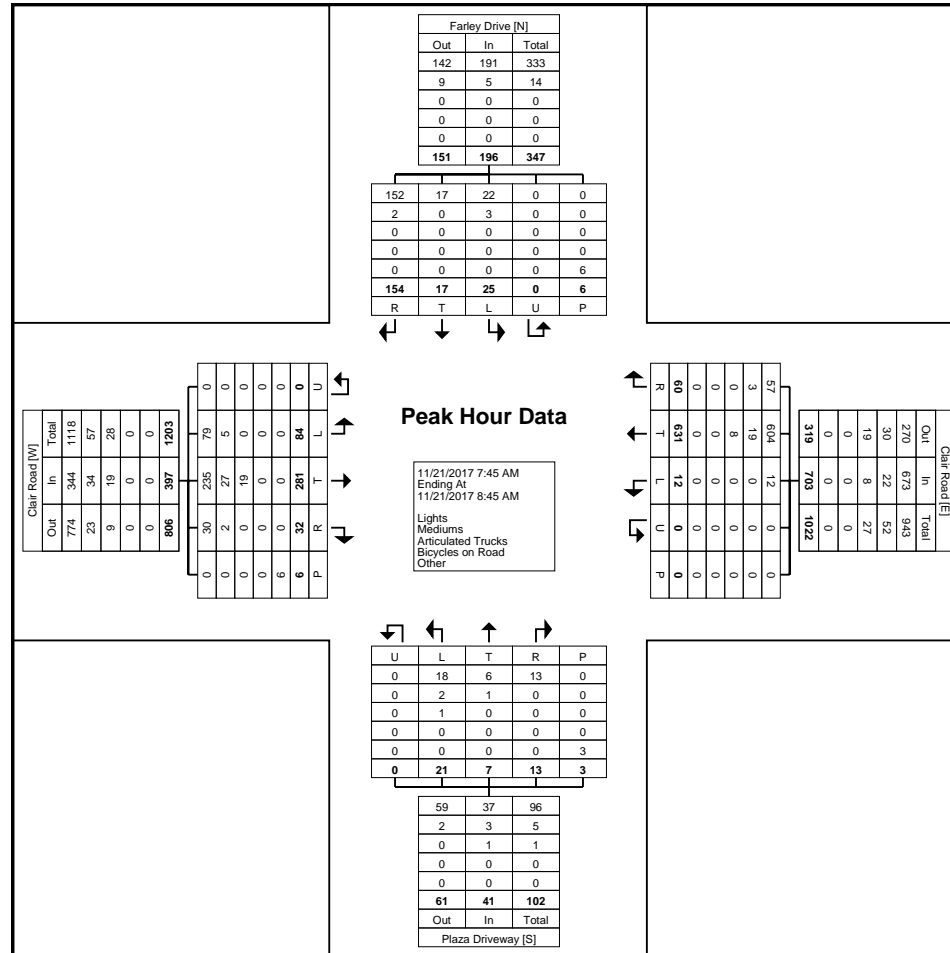 Farley Drive [N]
Out In Total
142 191 333
9 5 14
0 0 0
0 0 0
0 0 0
151 196 347
152 17 22 0 0
2 0 3 0 0
0 0 0 0 0
0 0 0 0 0
0 0 0 0 6
154 17 25 0 6
R T L U P
Clair Road [W]
Total 1118 57 28 0 0 1203
In 344 34 19 0 0 397
Out 774 23 9 0 0 806
0 0 0 0 0 0 U
79 5 0 0 0 84 L
235 27 19 0 0 281 T
30 2 0 0 0 32 R
0 0 0 0 6 6 P
Peak Hour Data
11/21/2017 7:45 AM
Ending At
11/21/2017 8:45 AM
Lights
Mediums
Articulated Trucks
Bicycles on Road
Other
R 60 0 0 0 3 57
T 631 0 0 8 19 604
L 12 0 0 0 0 12
U 0 0 0 0 0 0
P 0 0 0 0 0 0
319 0 0 19 30 270 Out
703 0 0 8 22 673 In
1022 0 0 27 52 943 Total
Clair Road [E]
U L T R P
0 18 6 13 0
0 2 1 0 0
0 1 0 0 0
0 0 0 0 0
0 0 0 0 3
0 21 7 13 3
59 37 96
2 3 5
0 1 1
0 0 0
0 0 0
61 41 102
Out In Total
Plaza Driveway [S]